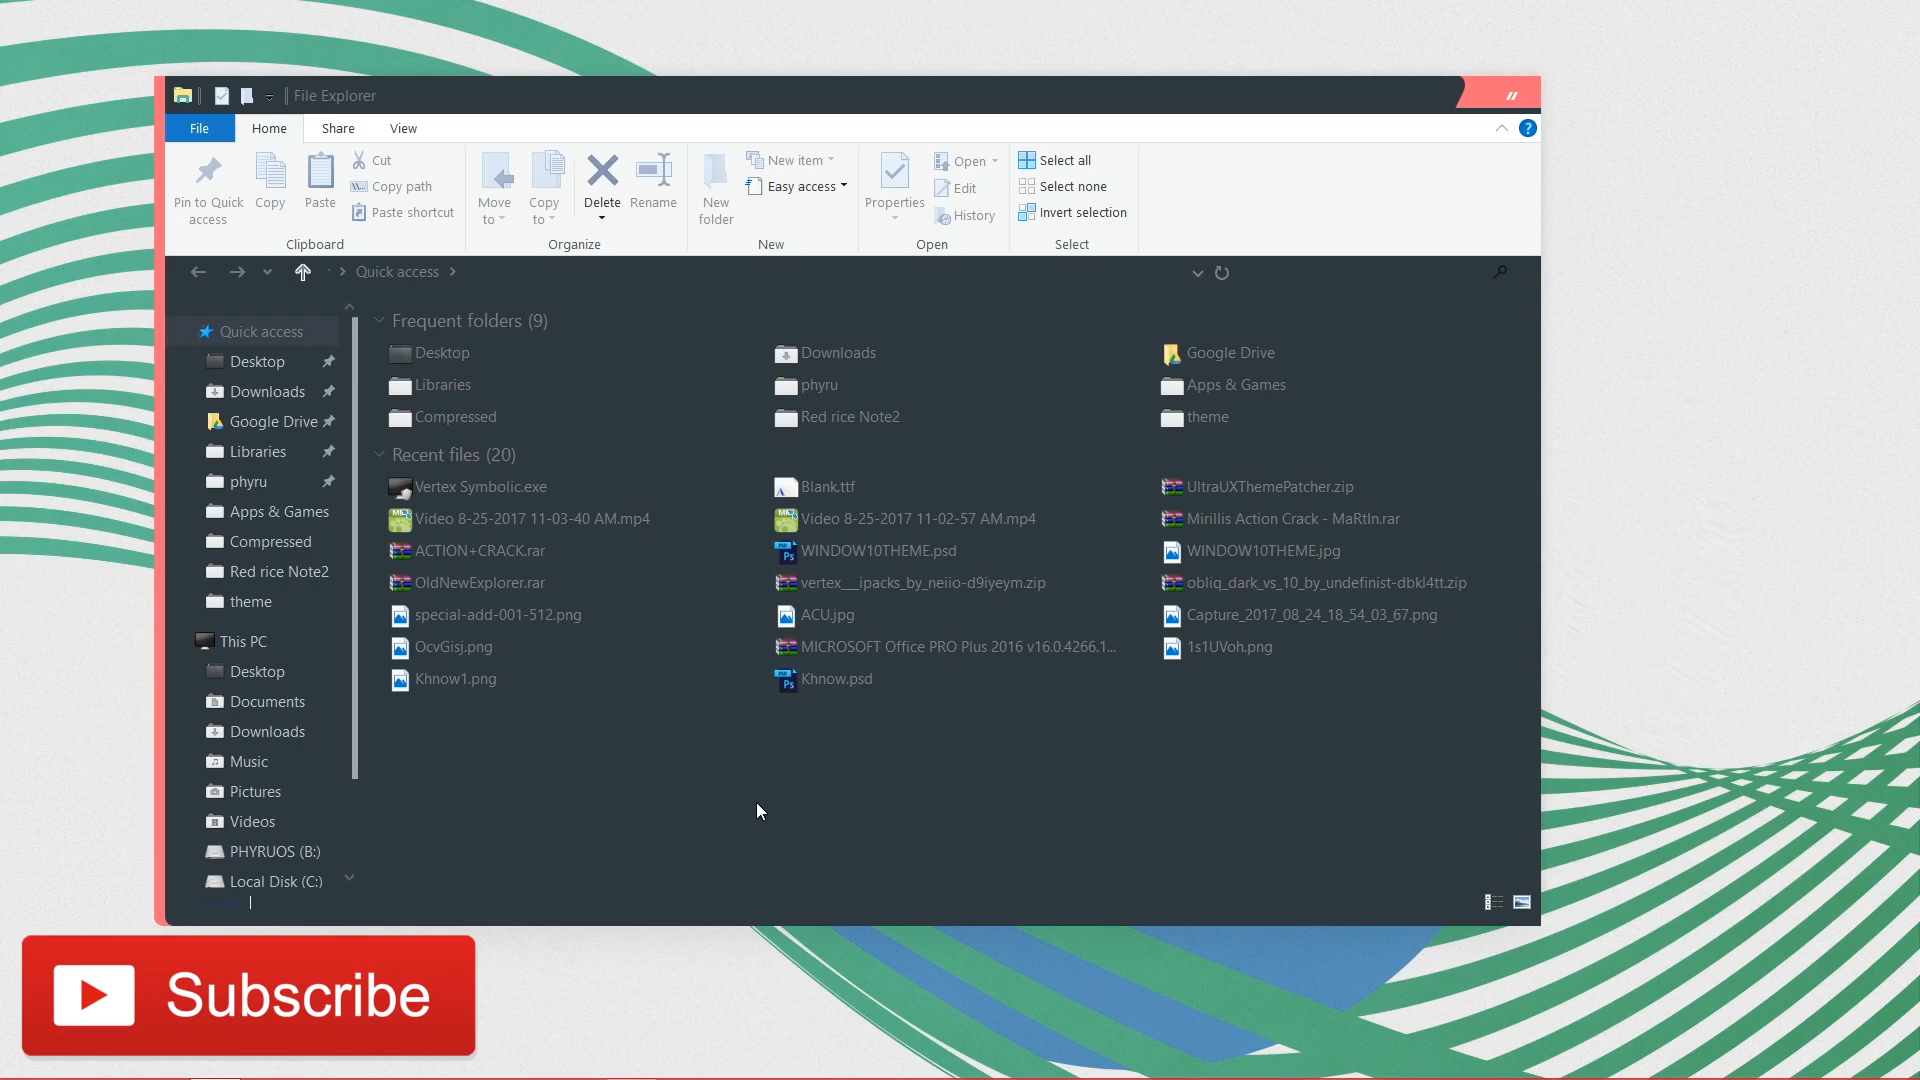 File Explorer
File
Home
Share
View
Pin to Quick
access
Copy
Paste
Cut
Copy path
Paste shortcut
Clipboard
Move
to
Copy
to
Delete
Rename
Organize
New
folder
New item
Easy access
New
Properties
Open
Edit
History
Open
Select all
Select none
Invert selection
Select
Quick access
Quick access
Desktop
Downloads
Google Drive
Libraries
phyru
Apps & Games
Compressed
Red rice Note2
theme
This PC
Desktop
Documents
Downloads
Music
Pictures
Videos
PHYRUOS (B:)
Local Disk (C:)
Frequent folders (9)
Desktop
Downloads
Google Drive
Libraries
phyru
Apps & Games
Compressed
Red rice Note2
theme
Recent files (20)
Vertex Symbolic.exe
Blank.ttf
UltraUXThemePatcher.zip
Video 8-25-2017 11-03-40 AM.mp4
Video 8-25-2017 11-02-57 AM.mp4
Mirillis Action Crack - MaRtIn.rar
ACTION+CRACK.rar
WINDOW10THEME.psd
WINDOW10THEME.jpg
OldNewExplorer.rar
vertex__ipacks_by_neiio-d9iyeym.zip
obliq_dark_vs_10_by_undefinist-dbkl4tt.zip
special-add-001-512.png
ACU.jpg
Capture_2017_08_24_18_54_03_67.png
OcvGisj.png
MICROSOFT Office PRO Plus 2016 v16.0.4266.1...
1s1UVoh.png
Khnow1.png
Khnow.psd
Subscribe